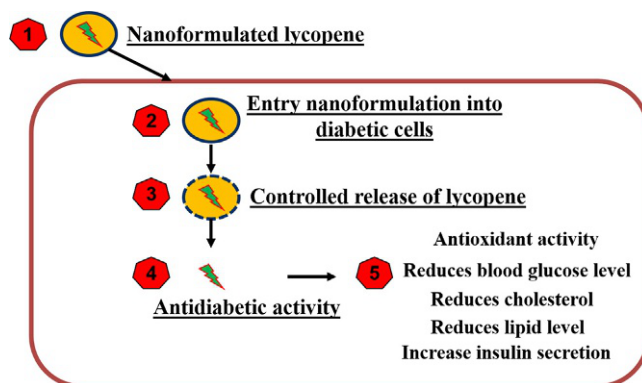 1
Nanoformulated lycopene
2
Entry nanoformulation into
diabetic cells
3
Controlled release of lycopene
4
Antidiabetic activity
5
Antioxidant activity
Reduces blood glucose level
Reduces cholesterol
Reduces lipid level
Increase insulin secretion